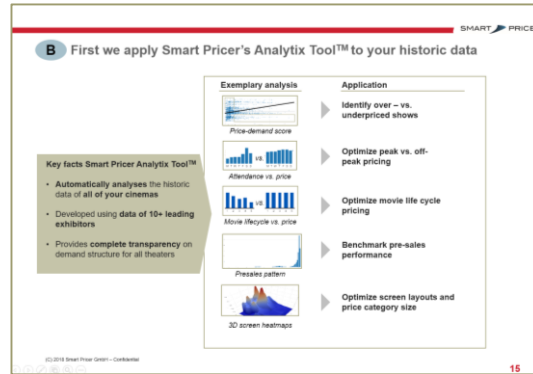 SMART PRICE
B First we apply Smart Pricer's Analytix Tool™ to your historic data
Exemplary analysis
Application
Price-demand score
Identify over – vs.
underpriced shows
vs.
Attendance vs. price
Optimize peak vs. off-
peak pricing
vs
Movie lifecycle vs. price
Optimize movie life cycle
pricing
Presales pattern
Benchmark pre-sales
performance
3D screen heatmaps
Optimize screen layouts and
price category size
Key facts Smart Pricer Analytix Tool™
• Automatically analyses the historic
data of all of your cinemas
• Developed using data of 10+ leading
exhibitors
• Provides complete transparency on
demand structure for all theaters
(C) 2018 Smart Pricer GmbH – Confidential
15